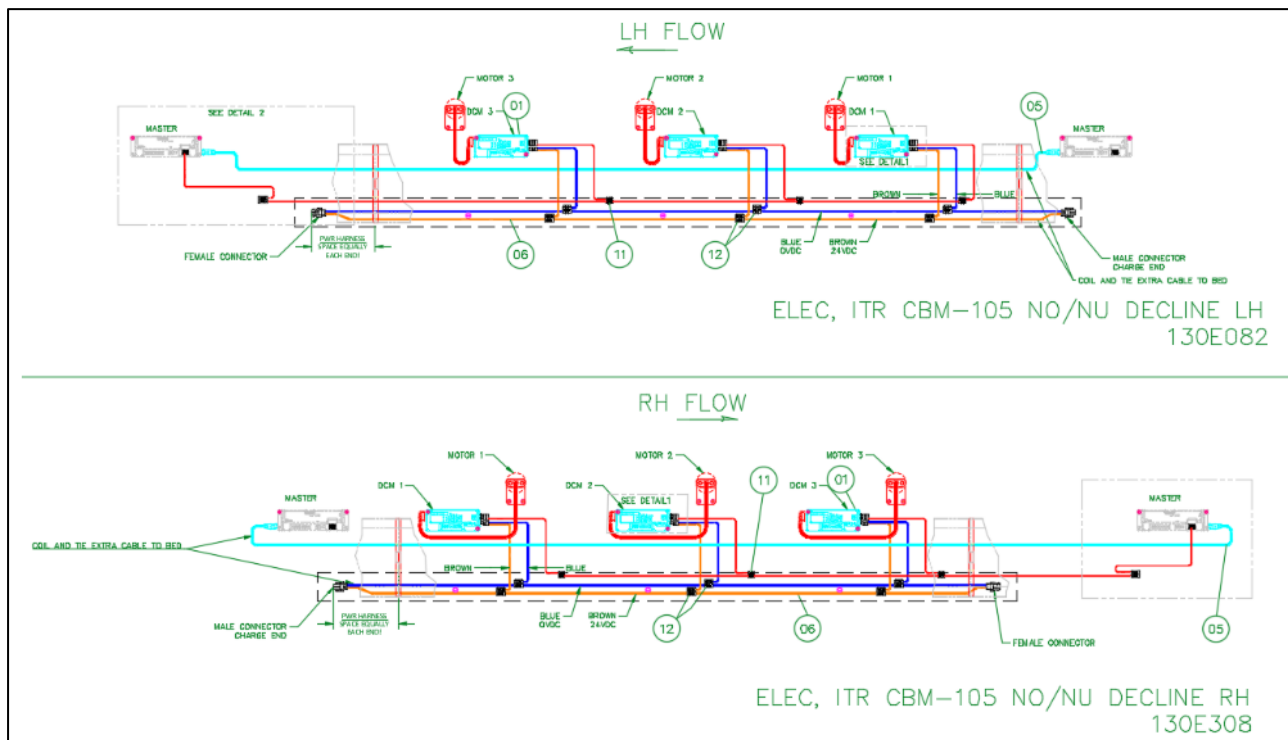 LH FLOW
MOTOR 3
MOTOR 2
MOTOR 1
SEE DETAIL 2
DCM 3
01
DCM 2
DCM 1
05
MASTER
MASTER
SEE DETAIL1
BROWN
BLUE
PWR HARNESS
SPACE EQUALLY
EACH END!
FEMALE CONNECTOR
06
11
12
BLUE
0VDC
BROWN
24VDC
MALE CONNECTOR
CHARGE END
COIL AND TIE EXTRA CABLE TO BED
ELEC, ITR CBM-105 NO/NU DECLINE LH
130E082
RH FLOW
MOTOR 1
MOTOR 2
MOTOR 3
11
DCM 1
DCM 2
SEE DETAIL1
DCM 3
01
MASTER
MASTER
COIL AND TIE EXTRA CABLE TO BED
BROWN
BLUE
PWR HARNESS
SPACE EQUALLY
EACH END!
MALE CONNECTOR
CHARGE END
BLUE
0VDC
BROWN
24VDC
12
06
FEMALE CONNECTOR
05
ELEC, ITR CBM-105 NO/NU DECLINE RH
130E308